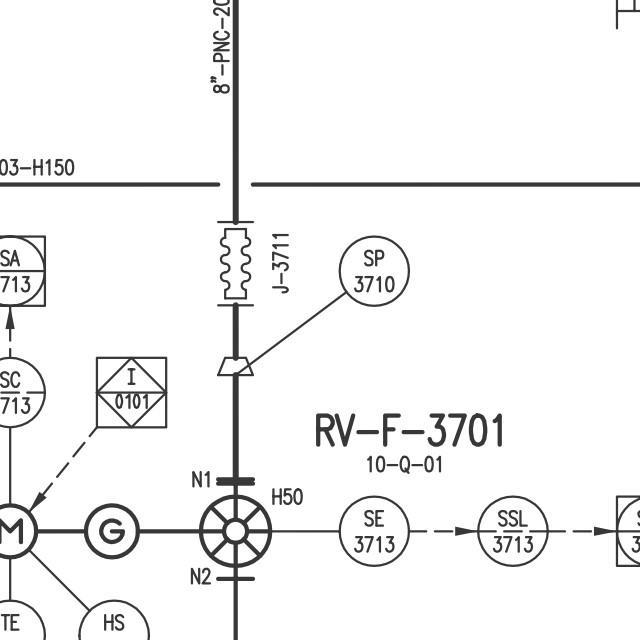 8"-PNC-20
03-H150
J-3711
SA
713
SP
3710
SC
713
I
0101
RV-F-3701
10-Q-01
N1
H50
M
G
SE
3713
SSL
3713
N2
TE
HS